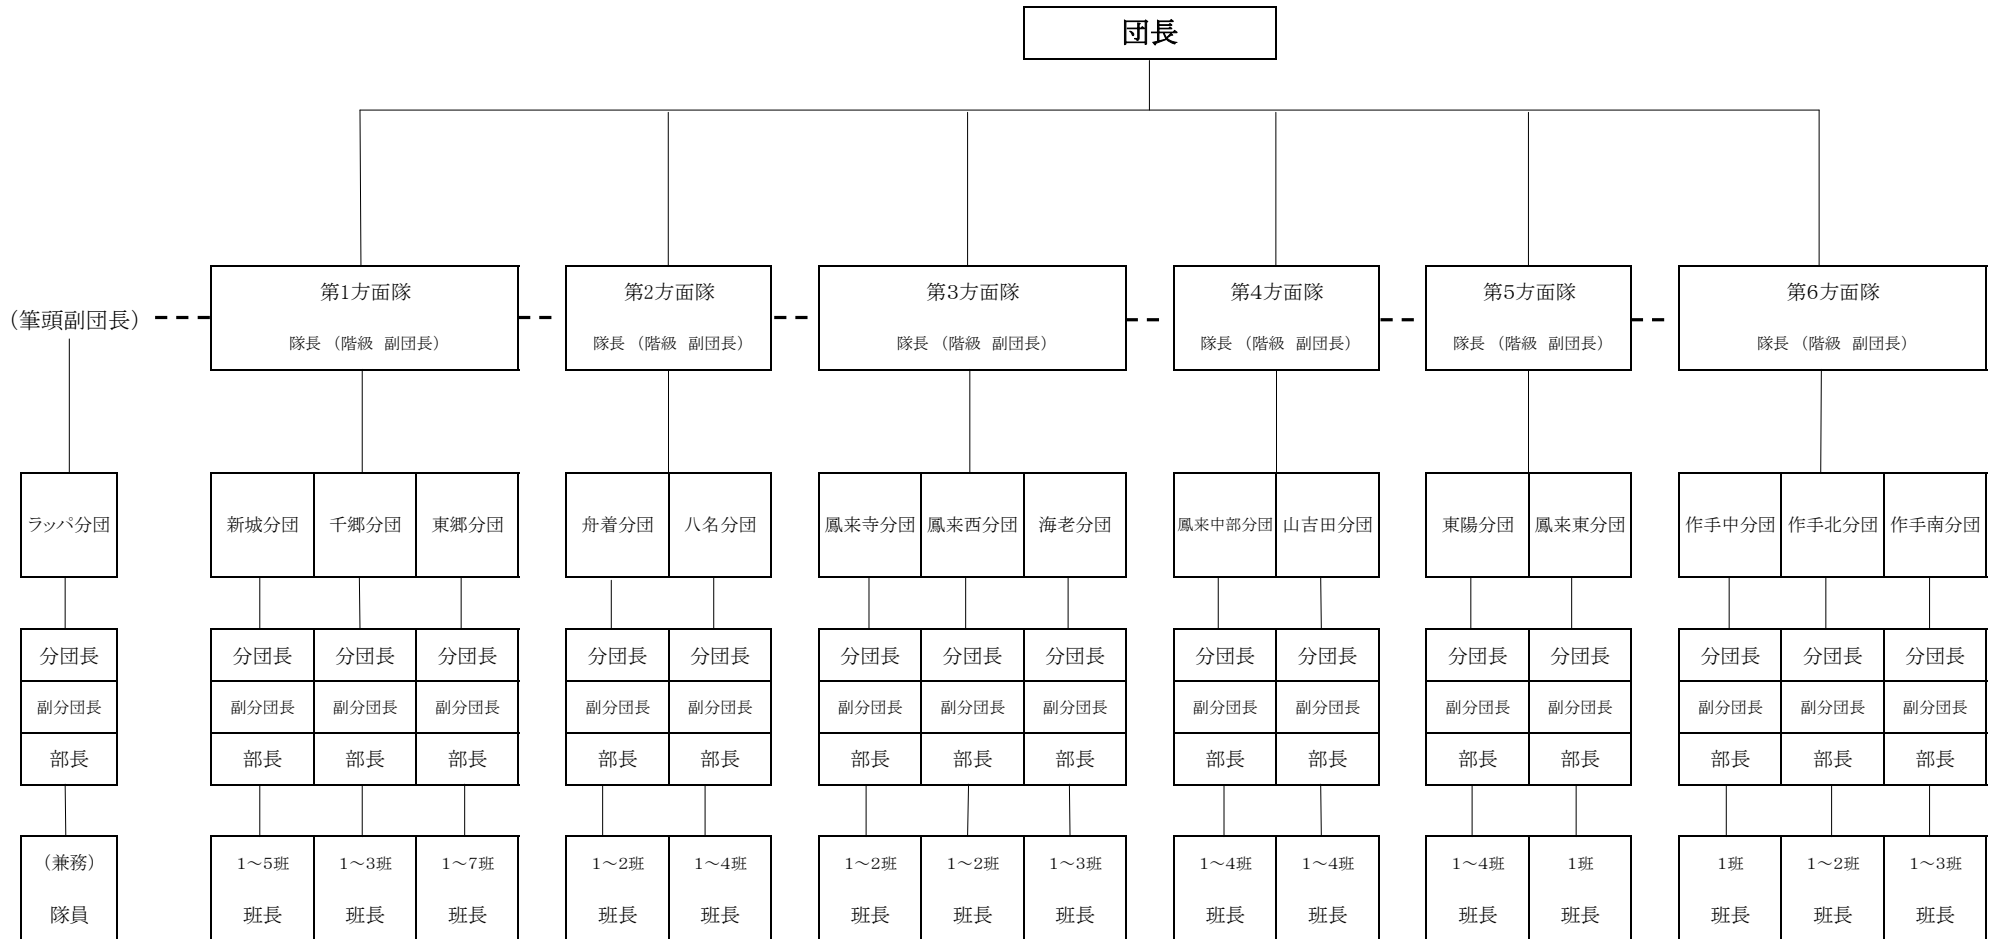 団長
第1方面隊 第2方面隊 第3方面隊 第4方面隊 第5方面隊 第6方面隊
（筆頭副団長）
隊長（階級 副団長） 隊長（階級 副団長） 隊長（階級 副団長） 隊長（階級 副団長） 隊長（階級 副団長） 隊長（階級 副団長）
ラッパ分団 新城分団 千郷分団 東郷分団 舟着分団 八名分団 鳳来寺分団 鳳来西分団 海老分団 鳳来中部分団 山吉田分団 東陽分団 鳳来東分団 作手中分団 作手北分団 作手南分団
分団長 分団長 分団長 分団長 分団長 分団長 分団長 分団長 分団長 分団長 分団長 分団長 分団長 分団長 分団長 分団長
副分団長 副分団長 副分団長 副分団長 副分団長 副分団長 副分団長 副分団長 副分団長 副分団長 副分団長 副分団長 副分団長 副分団長 副分団長 副分団長
部長 部長 部長 部長 部長 部長 部長 部長 部長 部長 部長 部長 部長 部長 部長 部長
（兼務） 1～5班 1～3班 1～7班 1～2班 1～4班 1～2班 1～2班 1～3班 1～4班 1～4班 1～4班 1班 1班 1～2班 1～3班
隊員 班長 班長 班長 班長 班長 班長 班長 班長 班長 班長 班長 班長 班長 班長 班長